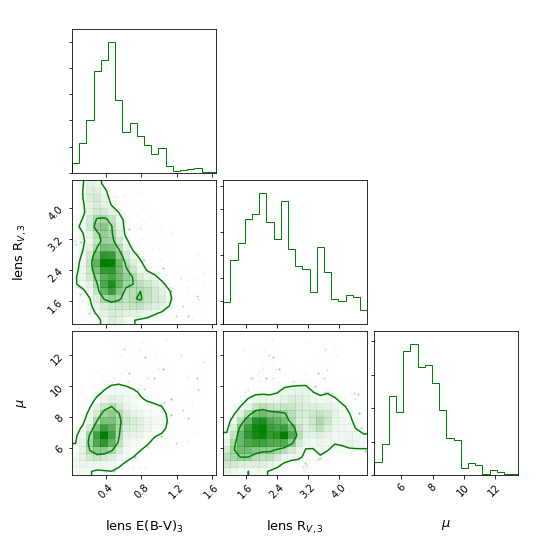 4.0
3.2
2.4
1.6
lens R_{V,3}
12
10
8
6
μ
0.4 0.8 1.2 1.6
1.6 2.4 3.2 4.0
6 8 10 12
lens E(B-V)_3 lens R_{V,3} μ